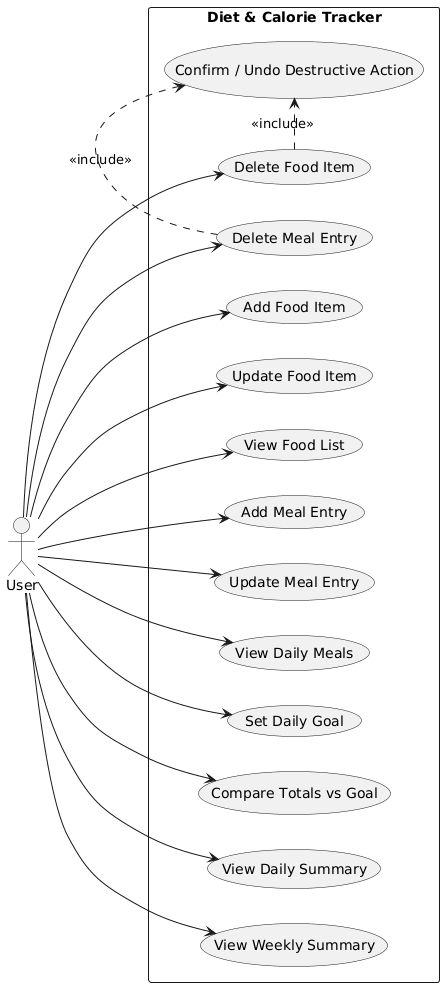 Diet & Calorie Tracker
Confirm / Undo Destructive Action
«include»
«include»
Delete Food Item
Delete Meal Entry
Add Food Item
Update Food Item
View Food List
Add Meal Entry
Update Meal Entry
User
View Daily Meals
Set Daily Goal
Compare Totals vs Goal
View Daily Summary
View Weekly Summary